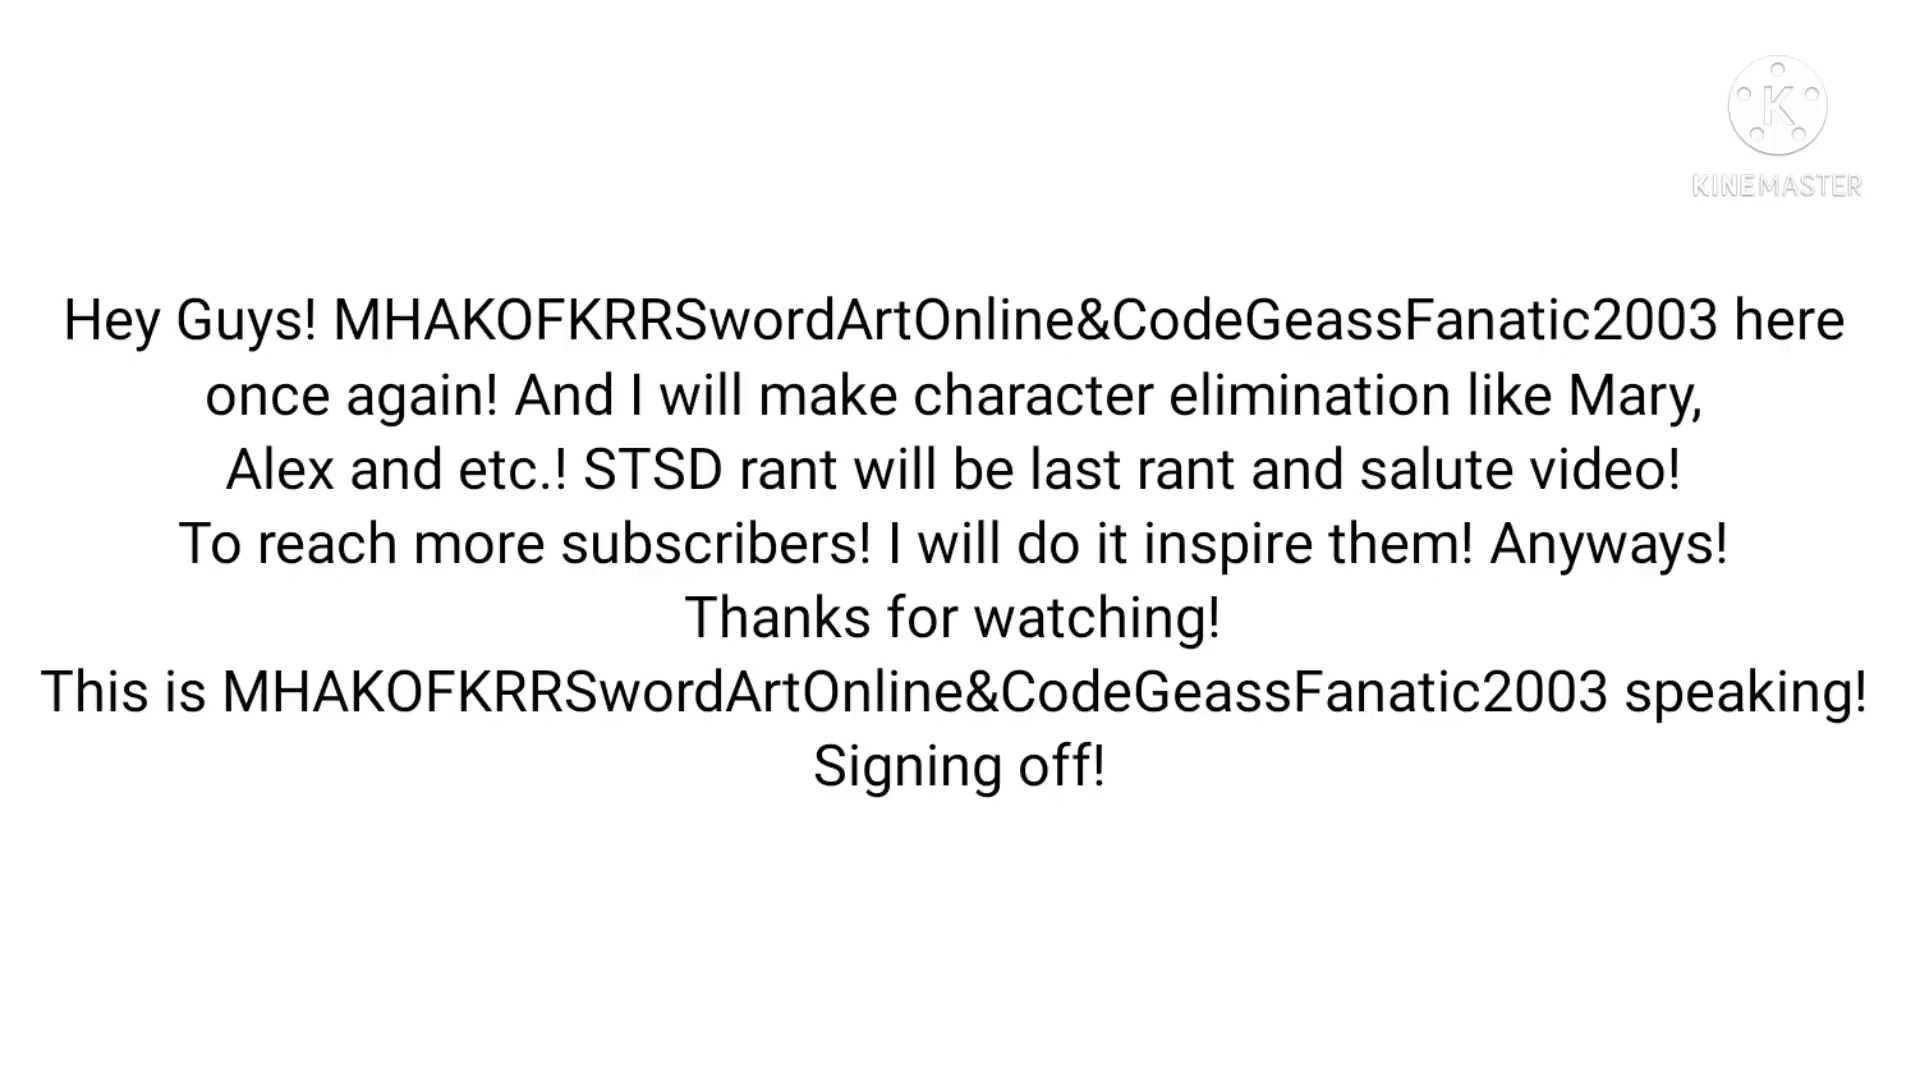 KINEMASTER
Hey Guys! MHAKOFKRRSwordArtOnline&CodeGeassFanatic2003 here
once again! And I will make character elimination like Mary,
Alex and etc.! STSD rant will be last rant and salute video!
To reach more subscribers! I will do it inspire them! Anyways!
Thanks for watching!
This is MHAKOFKRRSwordArtOnline&CodeGeassFanatic2003 speaking!
Signing off!